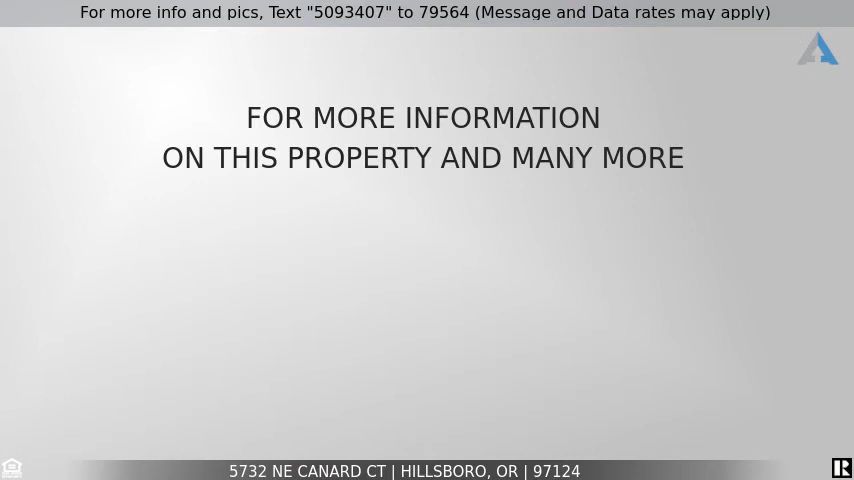 For more info and pics, Text "5093407" to 79564 (Message and Data rates may apply)
FOR MORE INFORMATION
ON THIS PROPERTY AND MANY MORE
5732 NE CANARD CT | HILLSBORO, OR | 97124